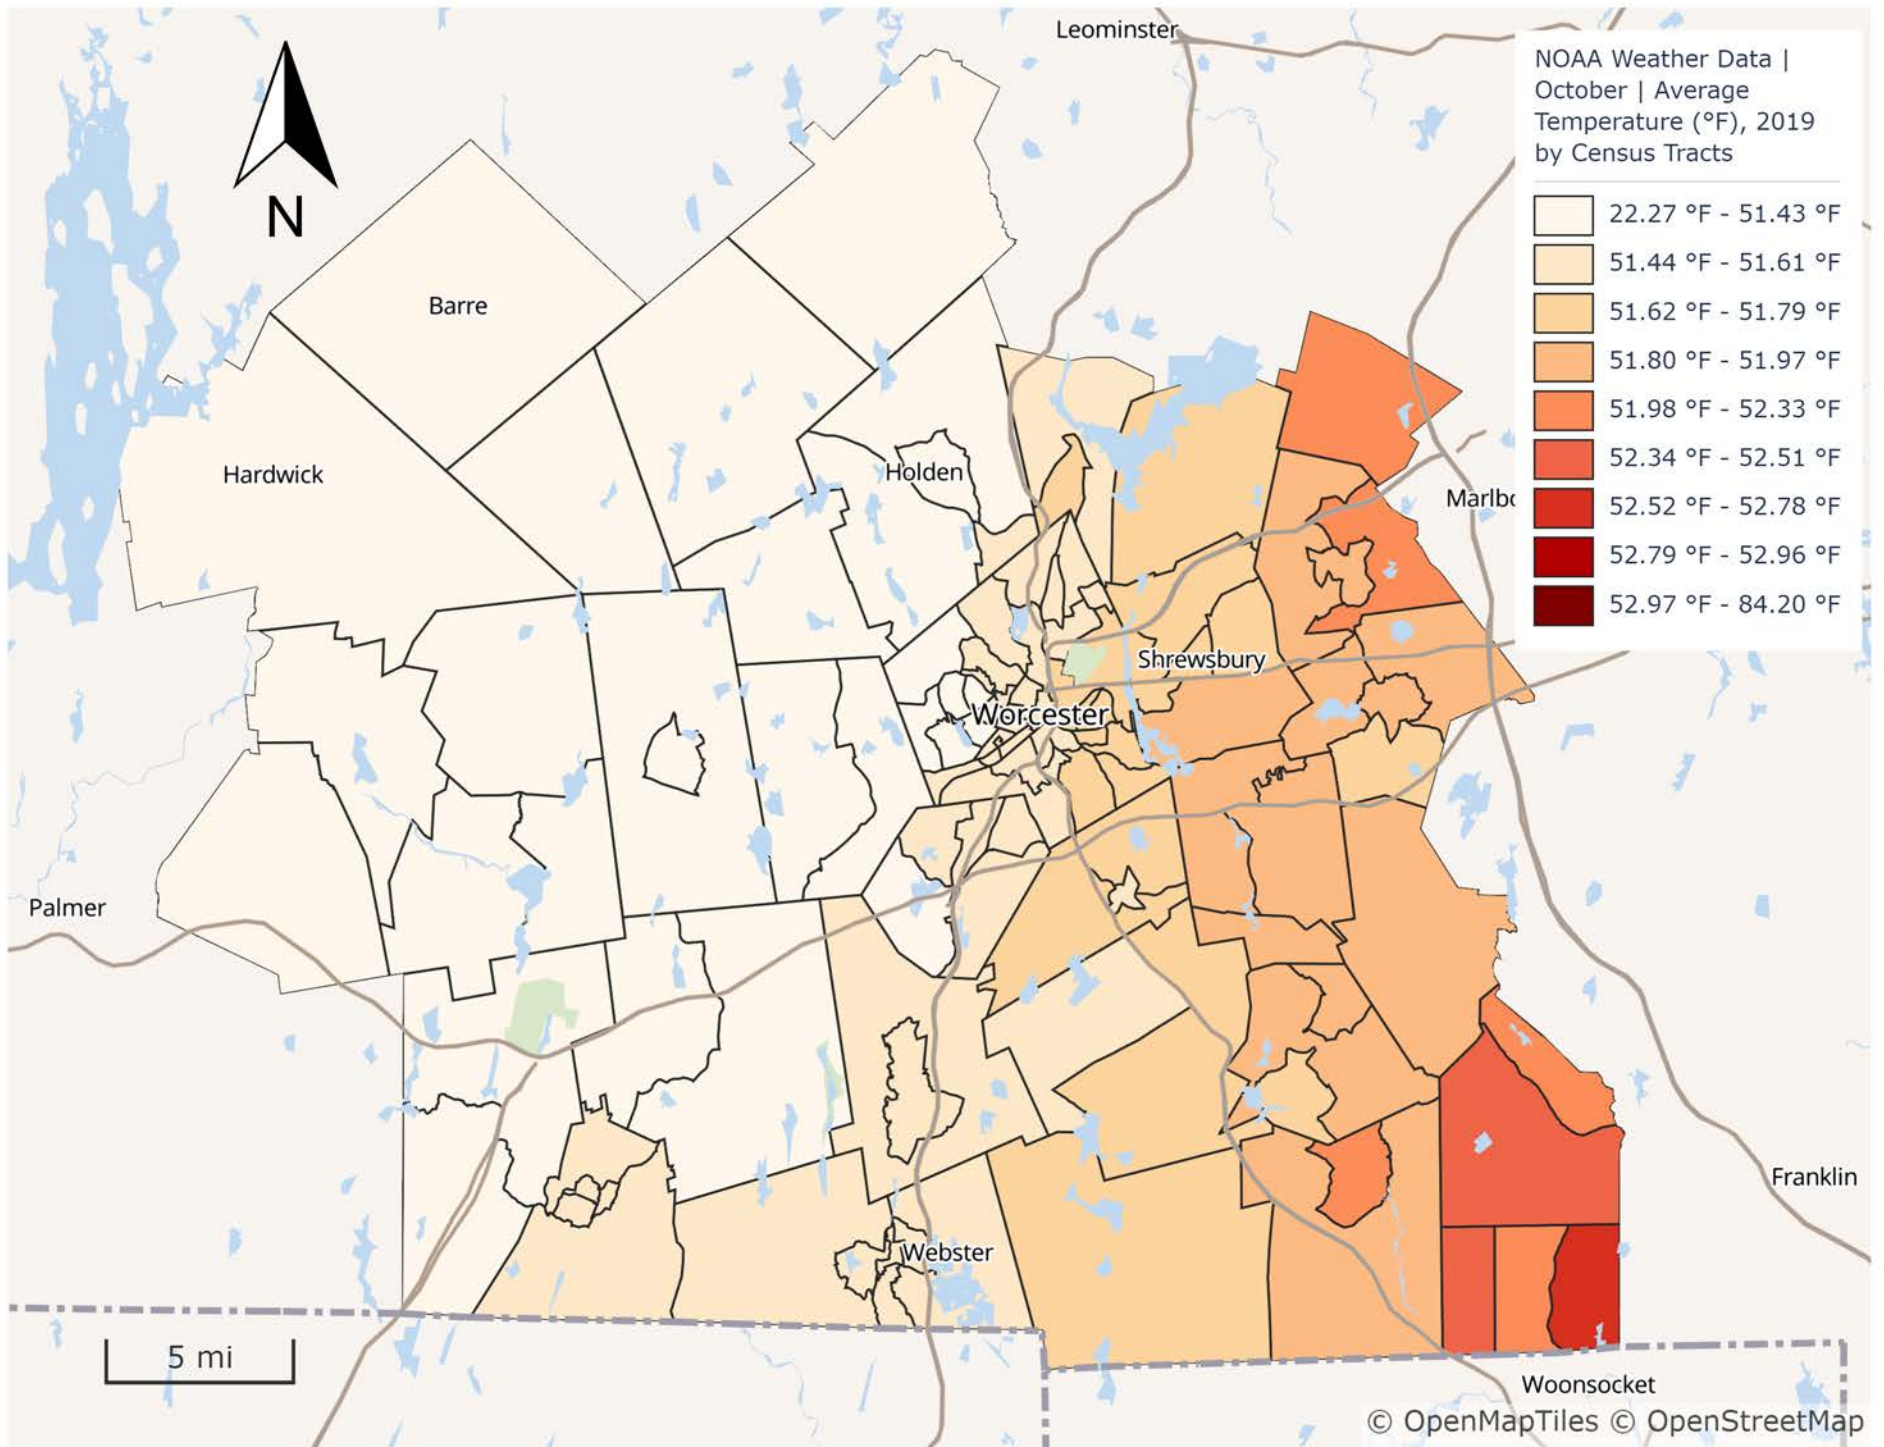 Leominster
NOAA Weather Data |
October | Average
Temperature (°F), 2019
by Census Tracts
N
22.27 °F - 51.43 °F
51.44 °F - 51.61 °F
51.62 °F - 51.79 °F
51.80 °F - 51.97 °F
51.98 °F - 52.33 °F
52.34 °F - 52.51 °F
52.52 °F - 52.78 °F
52.79 °F - 52.96 °F
52.97 °F - 84.20 °F
Barre
Hardwick
Holden
Marlbo
Shrewsbury
Worcester
Palmer
Franklin
Webster
5 mi
Woonsocket
© OpenMapTiles © OpenStreetMap